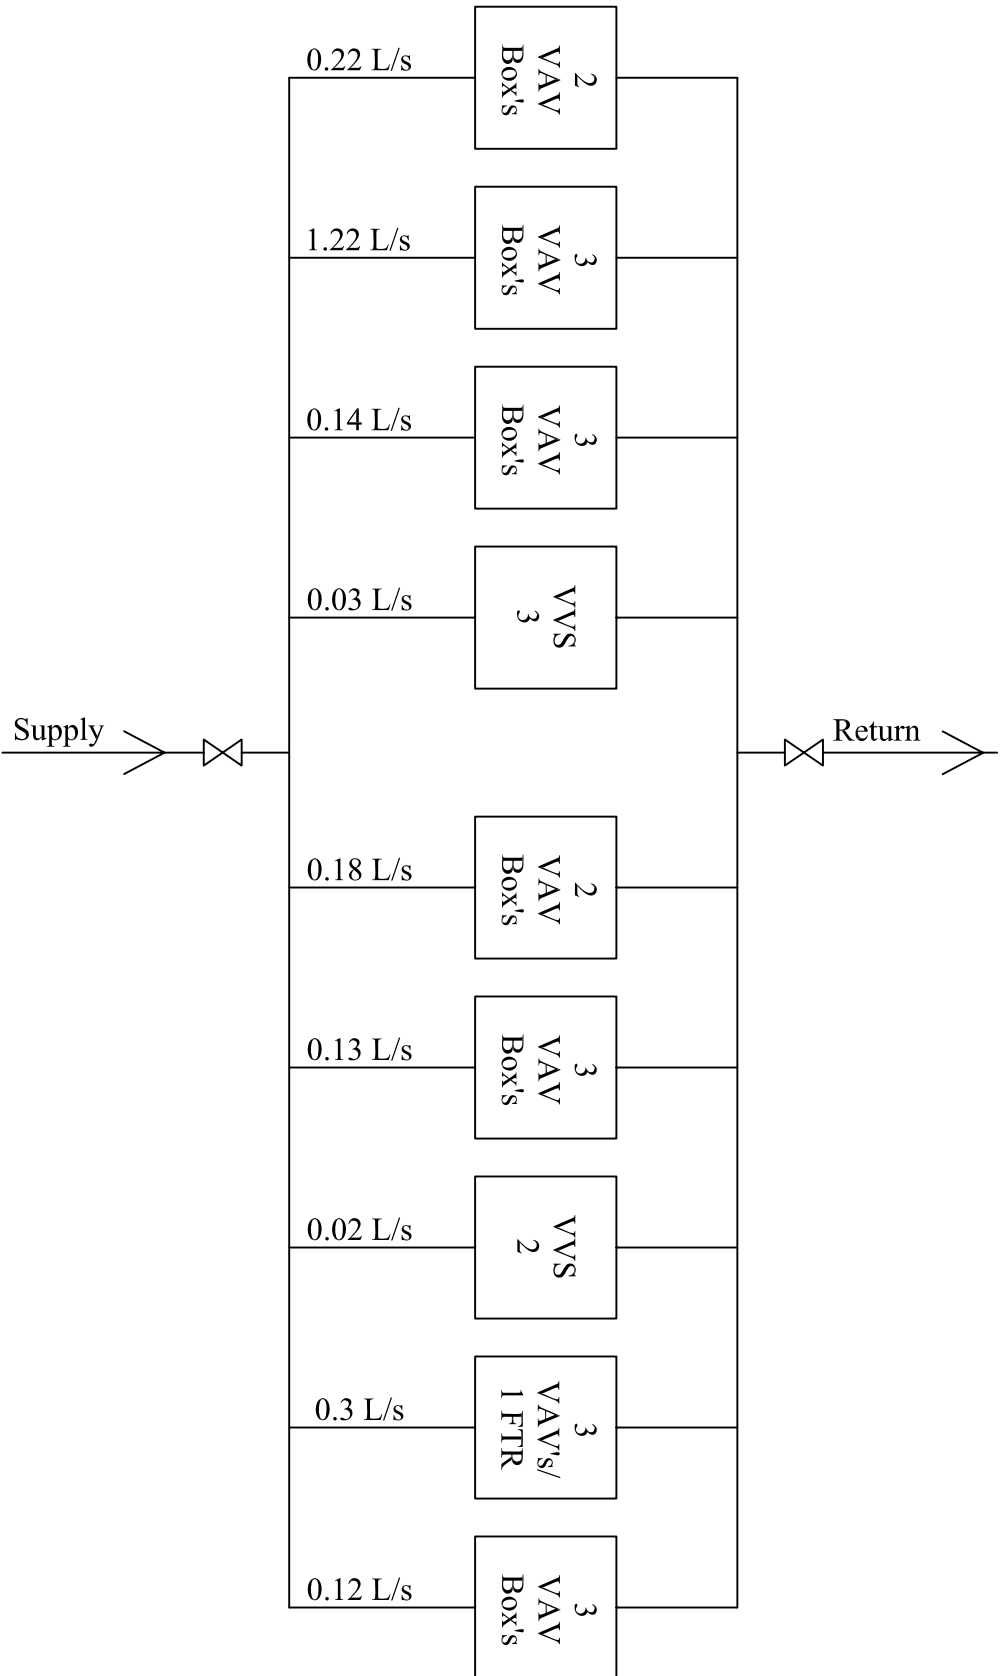 0.22 L/s
2
VAV
Box's
1.22 L/s
3
VAV
Box's
0.14 L/s
3
VAV
Box's
0.03 L/s
VVS
3
Supply
Return
0.18 L/s
2
VAV
Box's
0.13 L/s
3
VAV
Box's
0.02 L/s
VVS
2
0.3 L/s
3
VAV's/
1 FTR
0.12 L/s
3
VAV
Box's